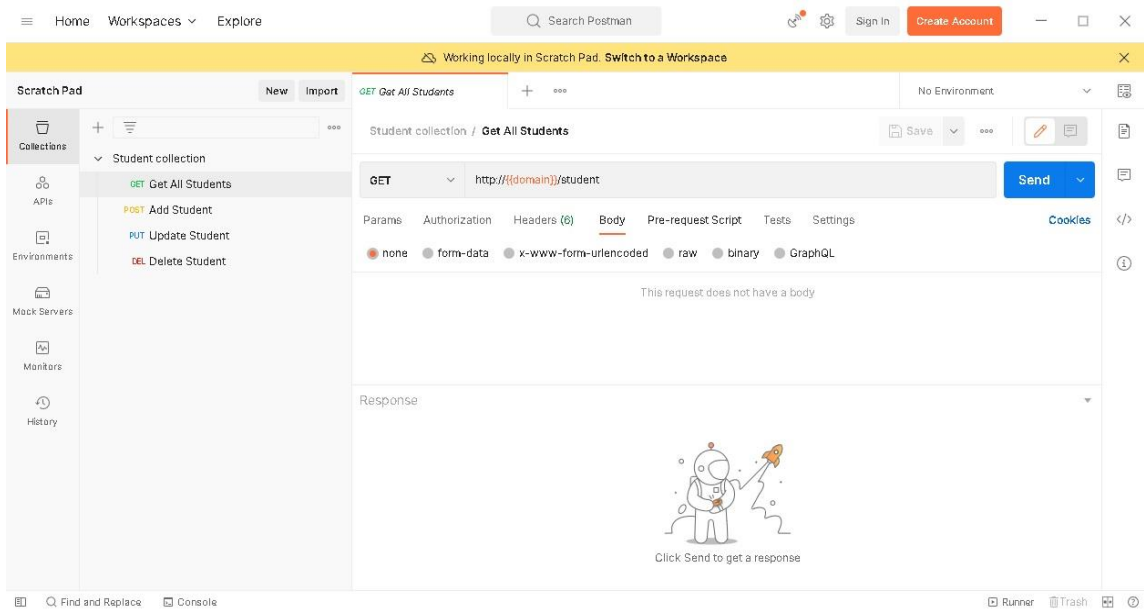 Home Workspaces Explore Search Postman Sign In Create Account
Working locally in Scratch Pad. Switch to a Workspace
Scratch Pad New Import GET Get All Students No Environment
Collections
APIs
Environments
Mock Servers
Monitors
History
Student collection
GET Get All Students
POST Add Student
PUT Update Student
DEL Delete Student
Student collection / Get All Students Save
GET http://{{domain}}/student Send
Params Authorization Headers (6) Body Pre-request Script Tests Settings Cookies
none form-data x-www-form-urlencoded raw binary GraphQL
This request does not have a body
Response
Click Send to get a response
Find and Replace Console Runner Trash